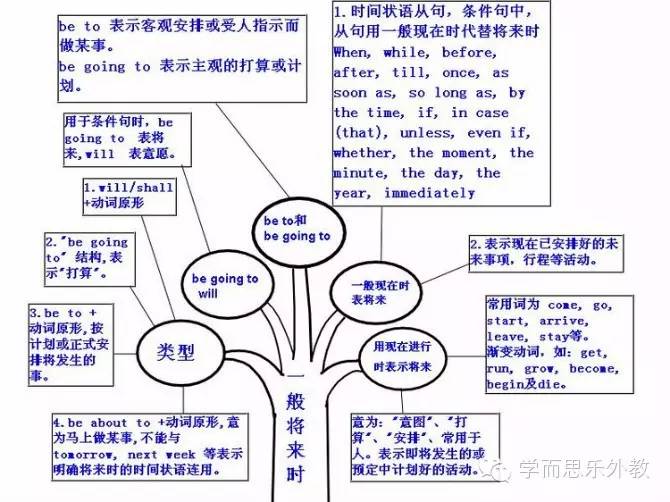 be to 表示客观安排或受人指示而
做某事。
be going to 表示主观的打算或计
划。
1.时间状语从句,条件句中,
从句用一般现在时代替将来时
When, while, before,
after, till, once, as
soon as, so long as, by
the time, if, in case
(that), unless, even if,
whether, the moment, the
minute, the day, the
year, immediately
用于条件句时, be
going to 表将
来,will 表意愿。
1.will/shall
+动词原形
be to和
be going to
2."be going
to" 结构,表
示"打算"。
be going to
will
一般现在时
表将来
2.表示现在已安排好的未
来事项,行程等活动。
3.be to +
动词原形,按
计划或正式安
排将发生的
事。
类型
用现在进行
时表示将来
常用词为 come, go,
start, arrive,
leave, stay等。
渐变动词,如:get,
run, grow, become,
begin及die。
一般将来时
4.be about to +动词原形,意
为马上做某事,不能与
tomorrow, next week 等表示
明确将来时的时间状语连用。
意为:"意图"、"打
算"、"安排"、常用于
人。表示即将发生的或
预定中计划好的活动。
学而思乐外教